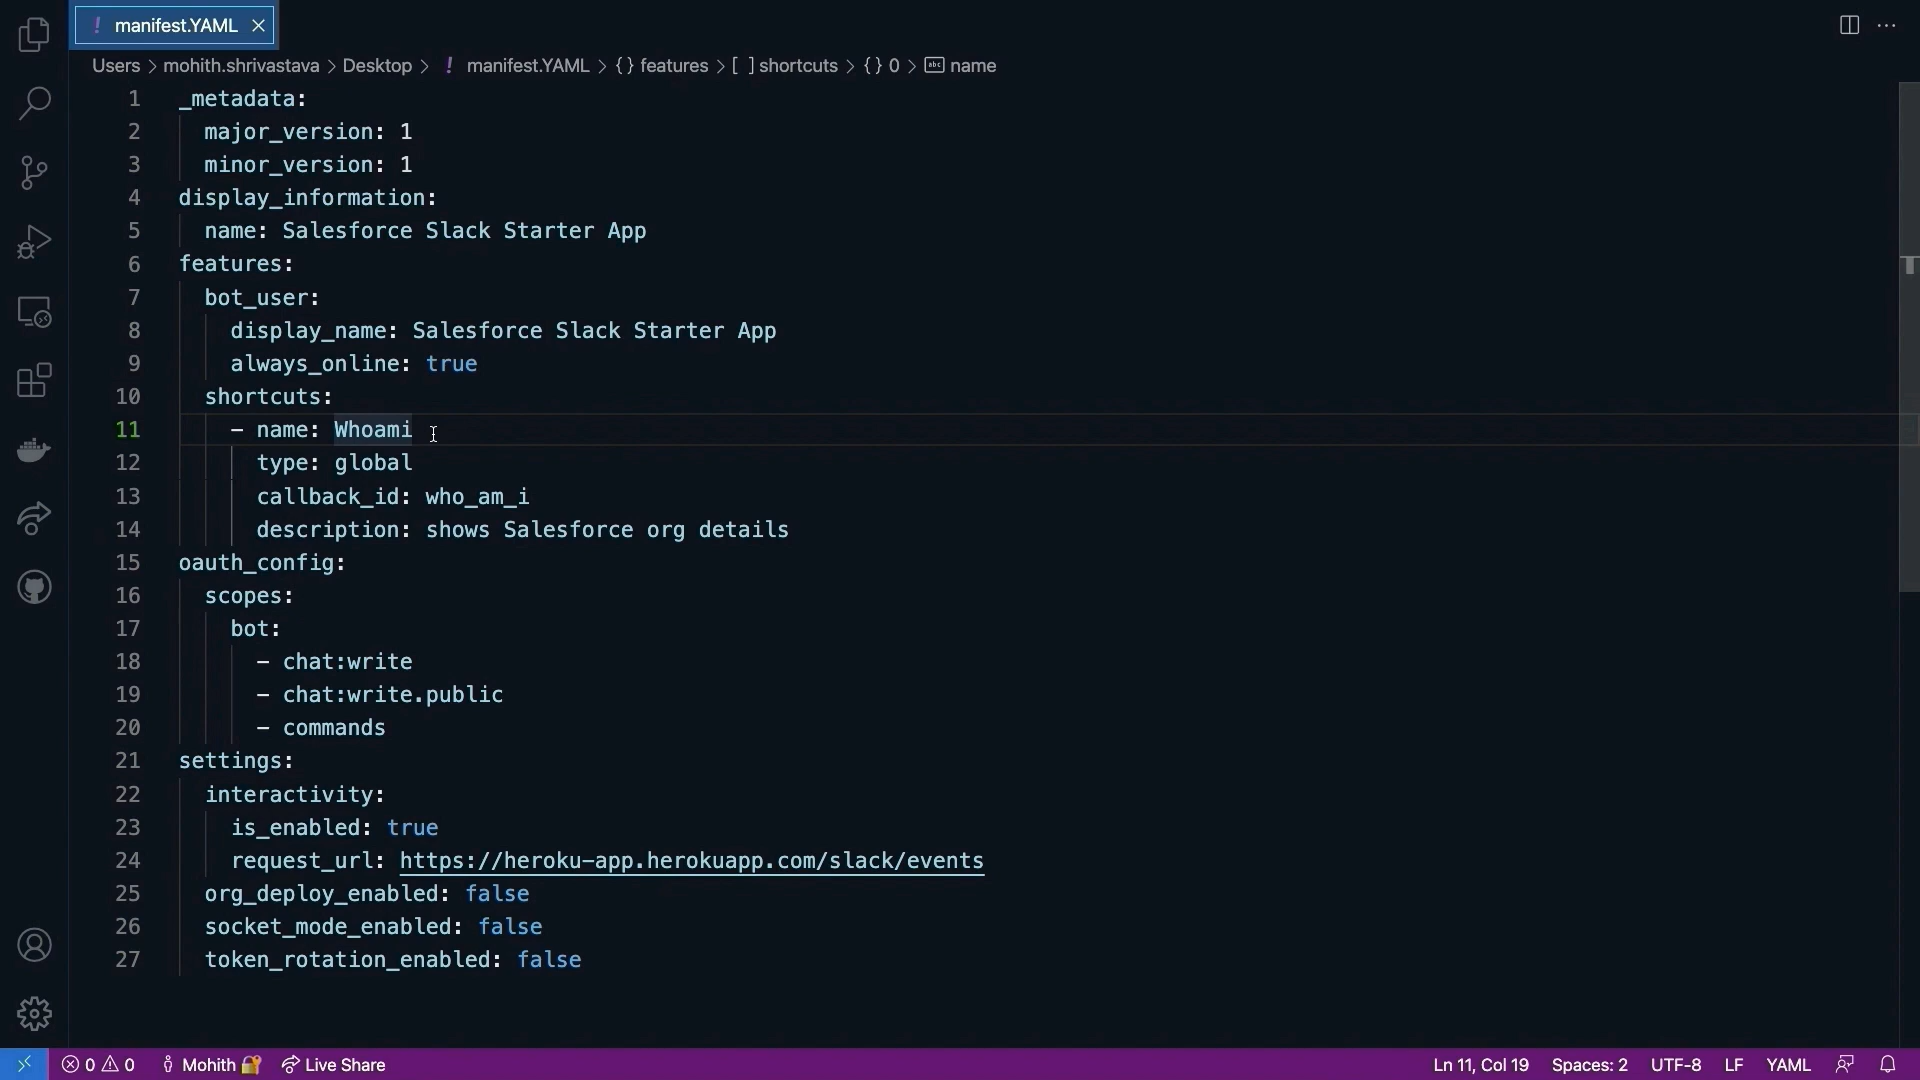 ! manifest.YAML ×
Users > mohith.shrivastava > Desktop > ! manifest.YAML > {} features > [ ] shortcuts > {} 0 > abc name
1 _metadata:
2   major_version: 1
3   minor_version: 1
4 display_information:
5   name: Salesforce Slack Starter App
6 features:
7   bot_user:
8     display_name: Salesforce Slack Starter App
9     always_online: true
10   shortcuts:
11     - name: Whoami
12       type: global
13       callback_id: who_am_i
14       description: shows Salesforce org details
15 oauth_config:
16   scopes:
17     bot:
18       - chat:write
19       - chat:write.public
20       - commands
21 settings:
22   interactivity:
23     is_enabled: true
24     request_url: https://heroku-app.herokuapp.com/slack/events
25   org_deploy_enabled: false
26   socket_mode_enabled: false
27   token_rotation_enabled: false
0 0 Mohith 🔐 Live Share Ln 11, Col 19 Spaces: 2 UTF-8 LF YAML